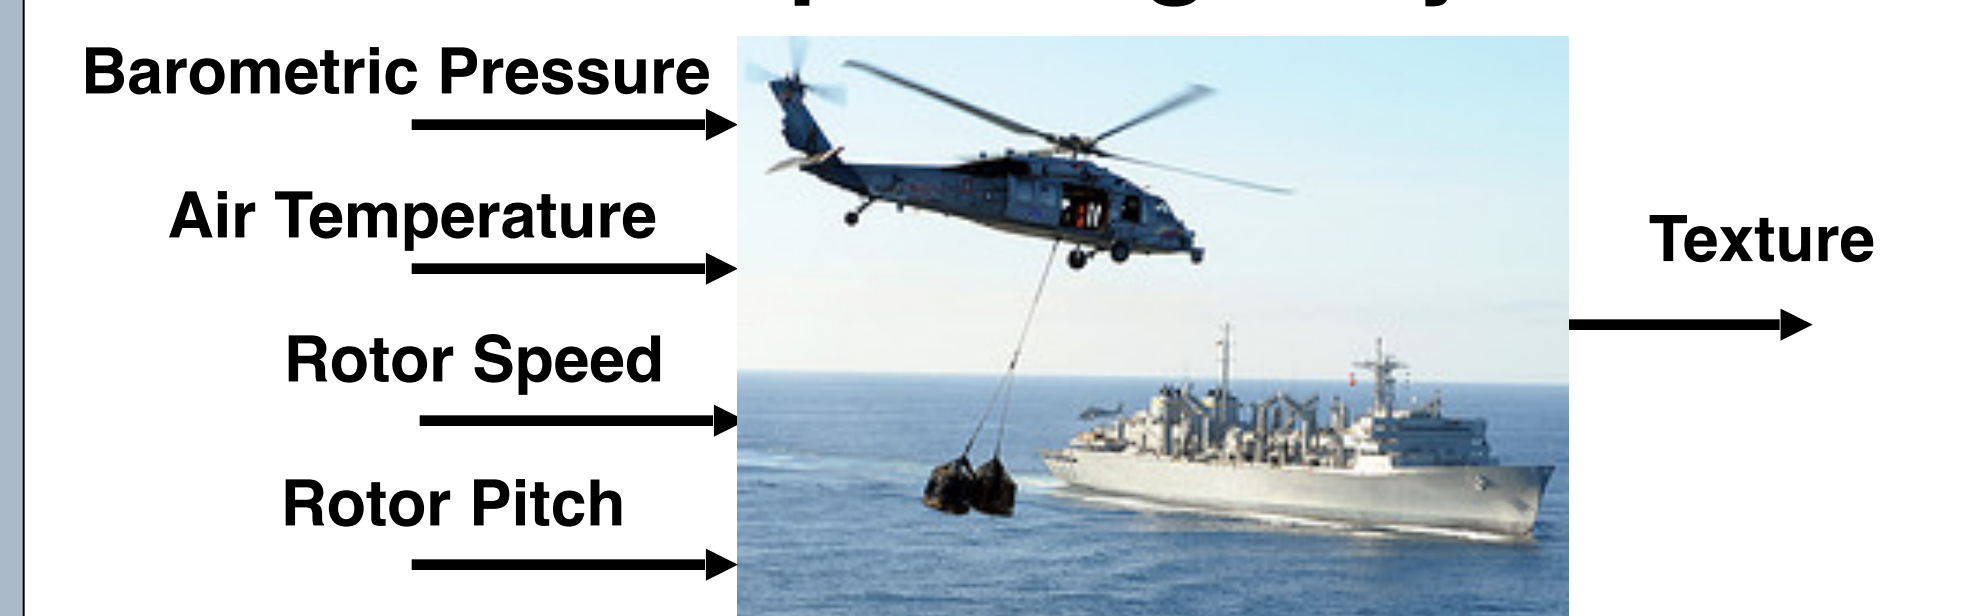 Barometric Pressure
Air Temperature
Texture
Rotor Speed
Rotor Pitch